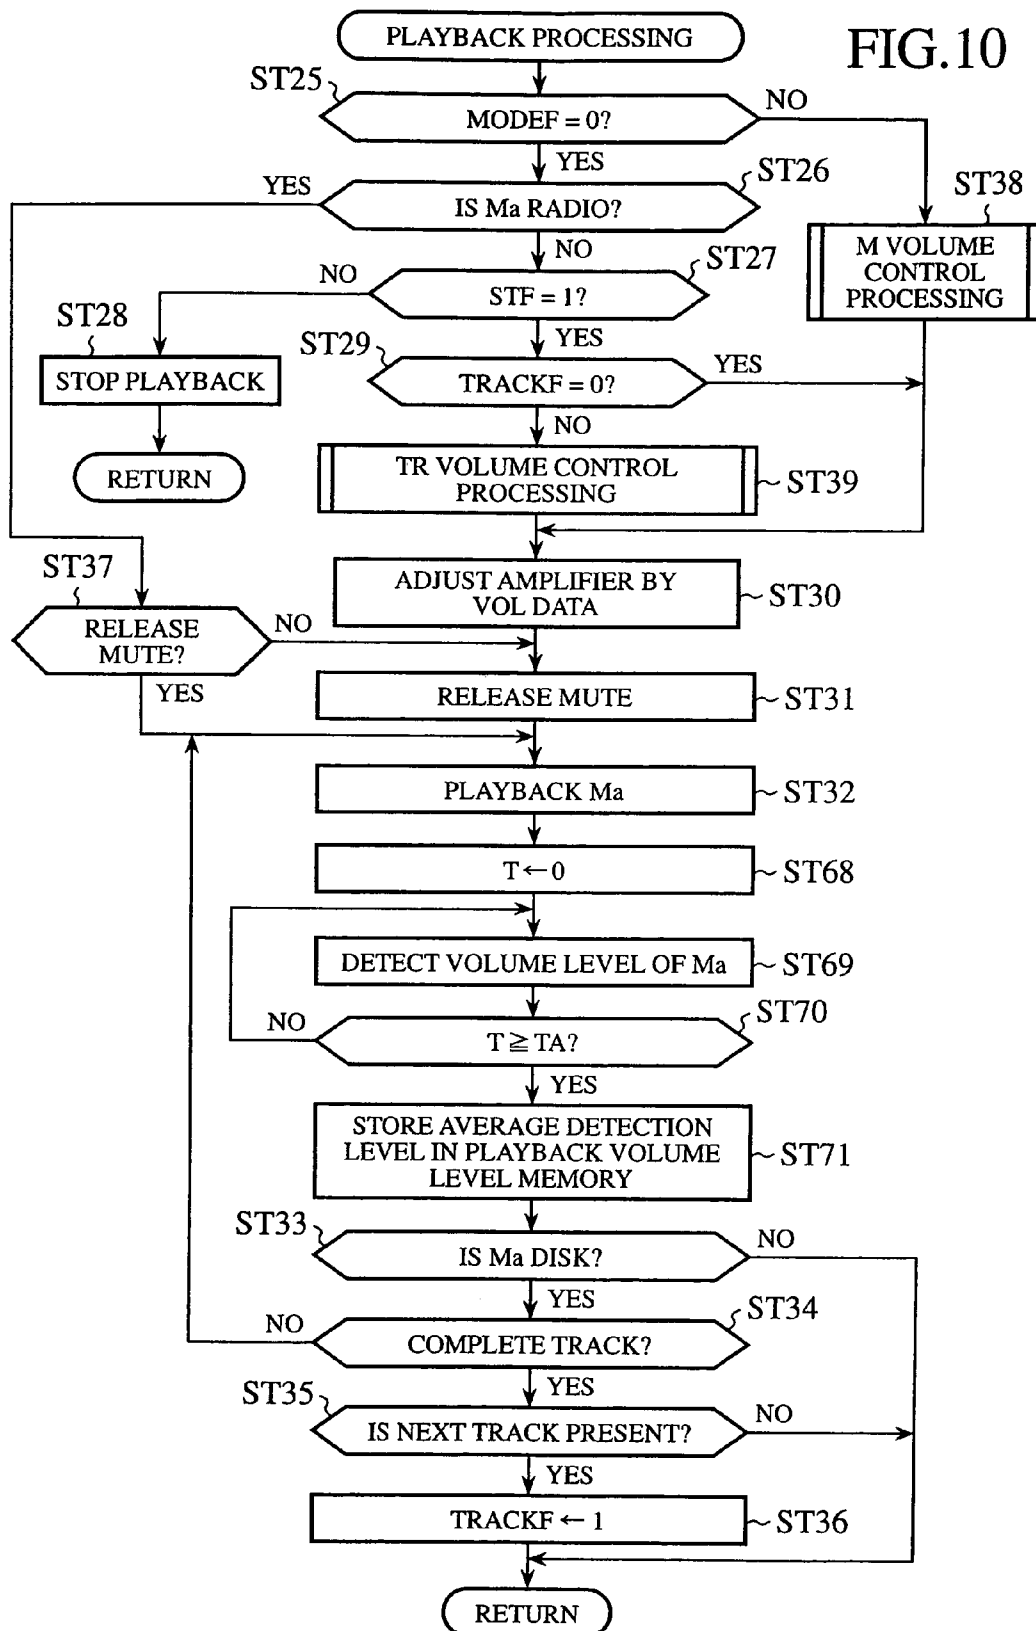 FIG.10
PLAYBACK PROCESSING
ST25
MODEF = 0?
NO
YES
ST26
IS Ma RADIO?
YES
NO
ST38
M VOLUME
CONTROL
PROCESSING
ST27
STF = 1?
NO
YES
ST28
STOP PLAYBACK
RETURN
ST29
TRACKF = 0?
YES
NO
TR VOLUME CONTROL
PROCESSING
ST39
ST37
RELEASE
MUTE?
NO
YES
ADJUST AMPLIFIER BY
VOL DATA
ST30
RELEASE MUTE
ST31
PLAYBACK Ma
ST32
T ← 0
ST68
DETECT VOLUME LEVEL OF Ma
ST69
ST70
T ≧ TA?
NO
YES
STORE AVERAGE DETECTION
LEVEL IN PLAYBACK VOLUME
LEVEL MEMORY
ST71
ST33
IS Ma DISK?
NO
YES
ST34
COMPLETE TRACK?
NO
YES
ST35
IS NEXT TRACK PRESENT?
NO
YES
TRACKF ← 1
ST36
RETURN